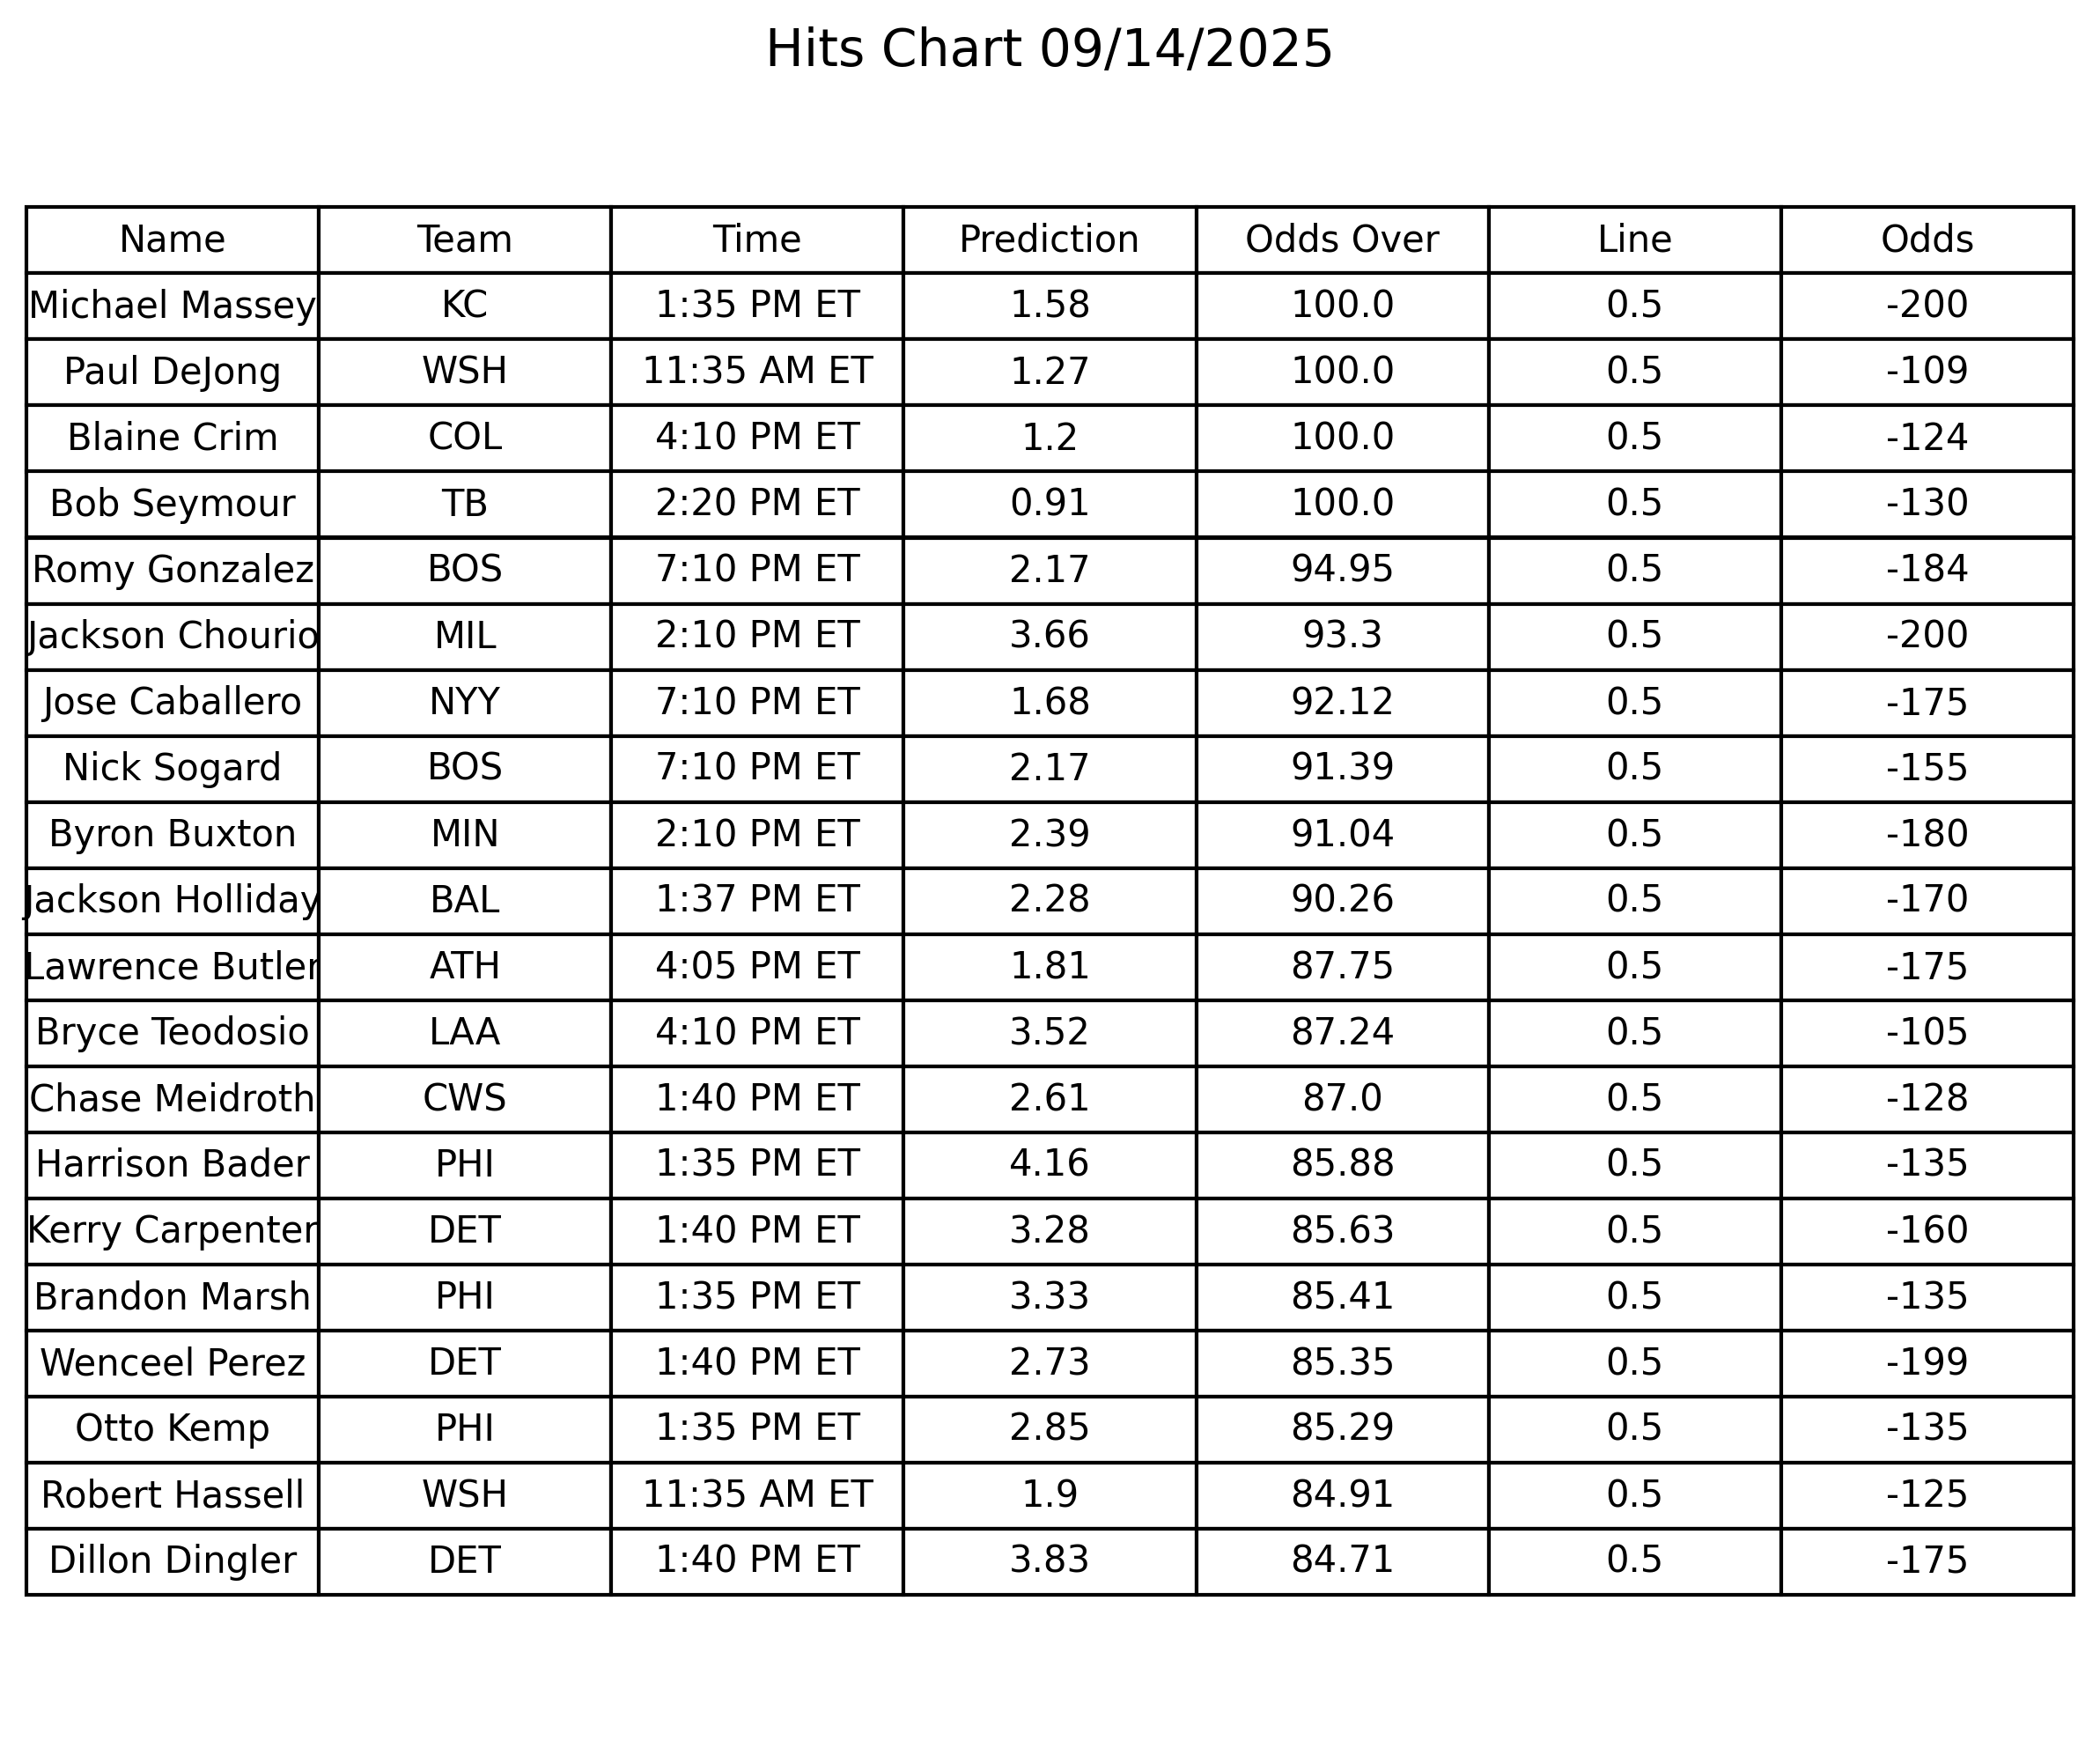 Hits Chart 09/14/2025
Name Team Time Prediction Odds Over Line Odds
Michael Massey KC 1:35 PM ET 1.58 100.0 0.5 -200
Paul DeJong WSH 11:35 AM ET 1.27 100.0 0.5 -109
Blaine Crim COL 4:10 PM ET 1.2 100.0 0.5 -124
Bob Seymour TB 2:20 PM ET 0.91 100.0 0.5 -130
Romy Gonzalez BOS 7:10 PM ET 2.17 94.95 0.5 -184
Jackson Chourio MIL 2:10 PM ET 3.66 93.3 0.5 -200
Jose Caballero NYY 7:10 PM ET 1.68 92.12 0.5 -175
Nick Sogard BOS 7:10 PM ET 2.17 91.39 0.5 -155
Byron Buxton MIN 2:10 PM ET 2.39 91.04 0.5 -180
Jackson Holliday BAL 1:37 PM ET 2.28 90.26 0.5 -170
Lawrence Butler ATH 4:05 PM ET 1.81 87.75 0.5 -175
Bryce Teodosio LAA 4:10 PM ET 3.52 87.24 0.5 -105
Chase Meidroth CWS 1:40 PM ET 2.61 87.0 0.5 -128
Harrison Bader PHI 1:35 PM ET 4.16 85.88 0.5 -135
Kerry Carpenter DET 1:40 PM ET 3.28 85.63 0.5 -160
Brandon Marsh PHI 1:35 PM ET 3.33 85.41 0.5 -135
Wenceel Perez DET 1:40 PM ET 2.73 85.35 0.5 -199
Otto Kemp PHI 1:35 PM ET 2.85 85.29 0.5 -135
Robert Hassell WSH 11:35 AM ET 1.9 84.91 0.5 -125
Dillon Dingler DET 1:40 PM ET 3.83 84.71 0.5 -175